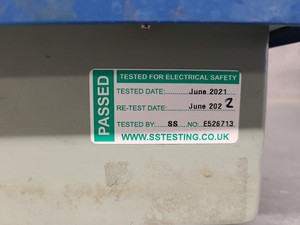 PASSED
TESTED FOR ELECTRICAL SAFETY
TESTED DATE: June 2021
RE-TEST DATE: June 2022
TESTED BY: SS NO: E526713
WWW.SSTESTING.CO.UK